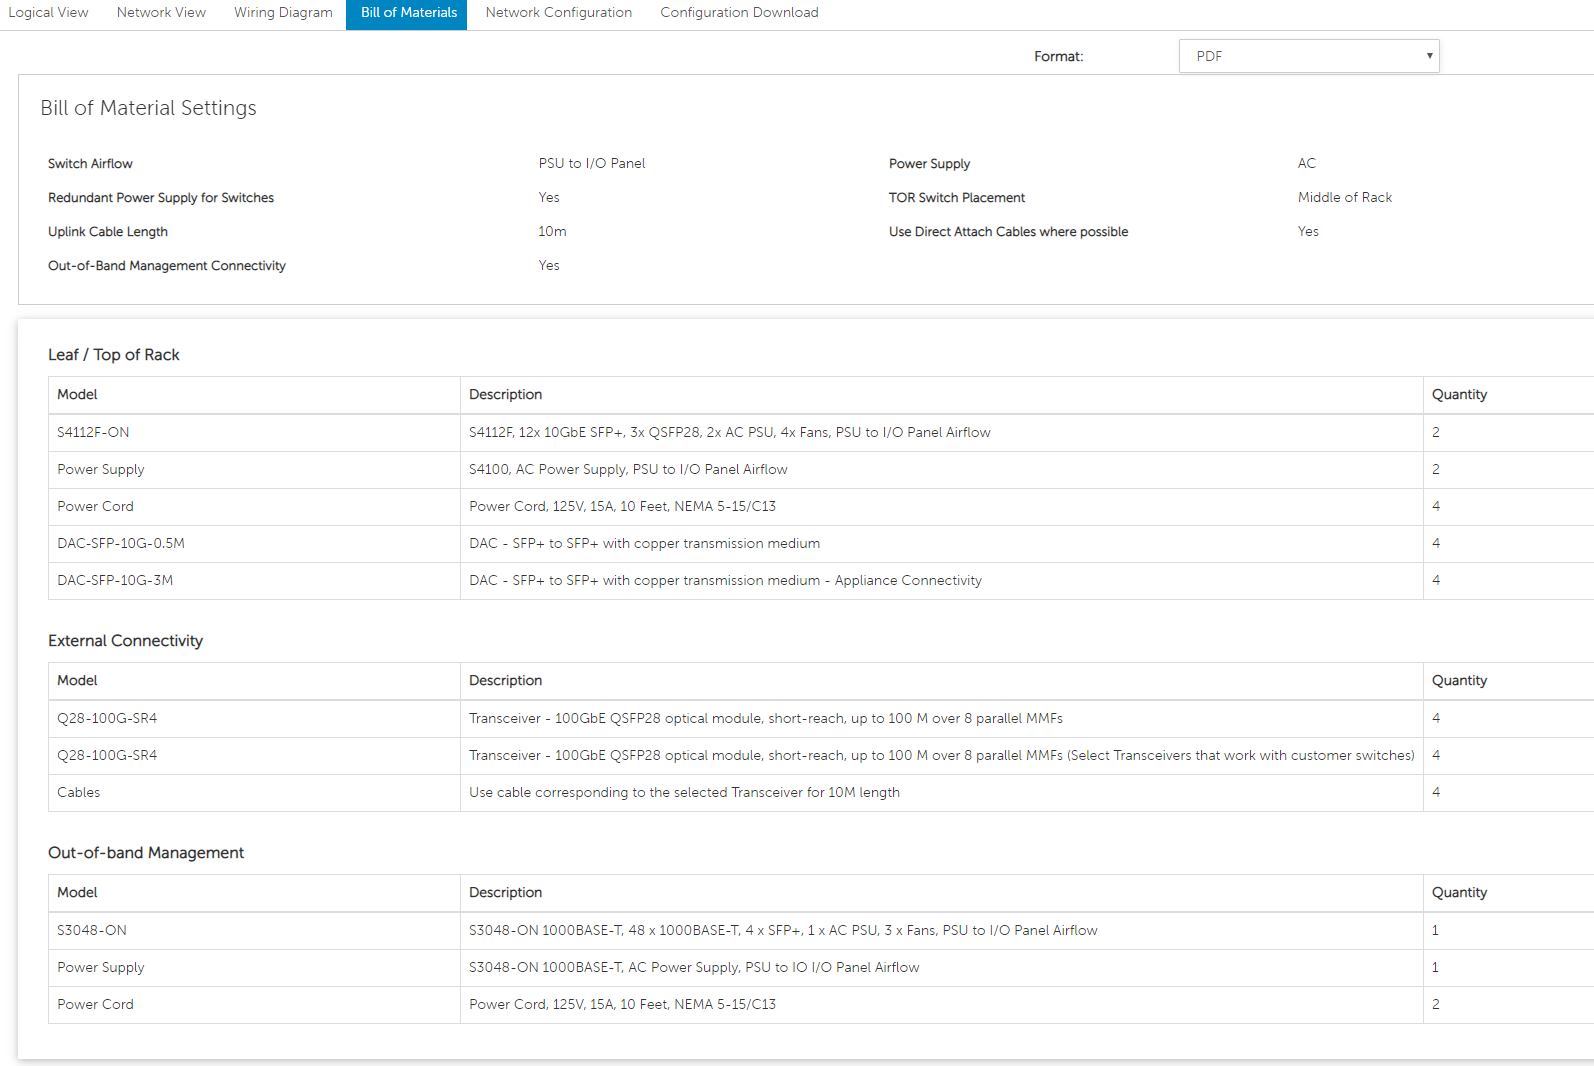 Logical View Network View Wiring Diagram Bill of Materials Network Configuration Configuration Download
Format: PDF
Bill of Material Settings
Switch Airflow PSU to I/O Panel Power Supply AC
Redundant Power Supply for Switches Yes TOR Switch Placement Middle of Rack
Uplink Cable Length 10m Use Direct Attach Cables where possible Yes
Out-of-Band Management Connectivity Yes
Leaf / Top of Rack
Model Description Quantity
S4112F-ON S4112F, 12x 10GbE SFP+, 3x QSFP28, 2x AC PSU, 4x Fans, PSU to I/O Panel Airflow 2
Power Supply S4100, AC Power Supply, PSU to I/O Panel Airflow 2
Power Cord Power Cord, 125V, 15A, 10 Feet, NEMA 5-15/C13 4
DAC-SFP-10G-0.5M DAC - SFP+ to SFP+ with copper transmission medium 4
DAC-SFP-10G-3M DAC - SFP+ to SFP+ with copper transmission medium - Appliance Connectivity 4
External Connectivity
Model Description Quantity
Q28-100G-SR4 Transceiver - 100GbE QSFP28 optical module, short-reach, up to 100 M over 8 parallel MMFs 4
Q28-100G-SR4 Transceiver - 100GbE QSFP28 optical module, short-reach, up to 100 M over 8 parallel MMFs (Select Transceivers that work with customer switches) 4
Cables Use cable corresponding to the selected Transceiver for 10M length 4
Out-of-band Management
Model Description Quantity
S3048-ON S3048-ON 1000BASE-T, 48 x 1000BASE-T, 4 x SFP+, 1 x AC PSU, 3 x Fans, PSU to I/O Panel Airflow 1
Power Supply S3048-ON 1000BASE-T, AC Power Supply, PSU to IO I/O Panel Airflow 1
Power Cord Power Cord, 125V, 15A, 10 Feet, NEMA 5-15/C13 2